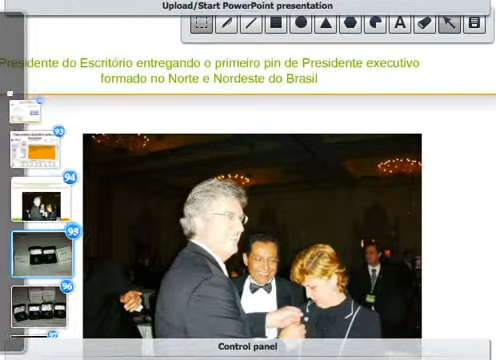 Upload/Start PowerPoint presentation
A
Presidente do Escritório entregando o primeiro pin de Presidente executivo
formado no Norte e Nordeste do Brasil
93
94
95
96
97
Control panel